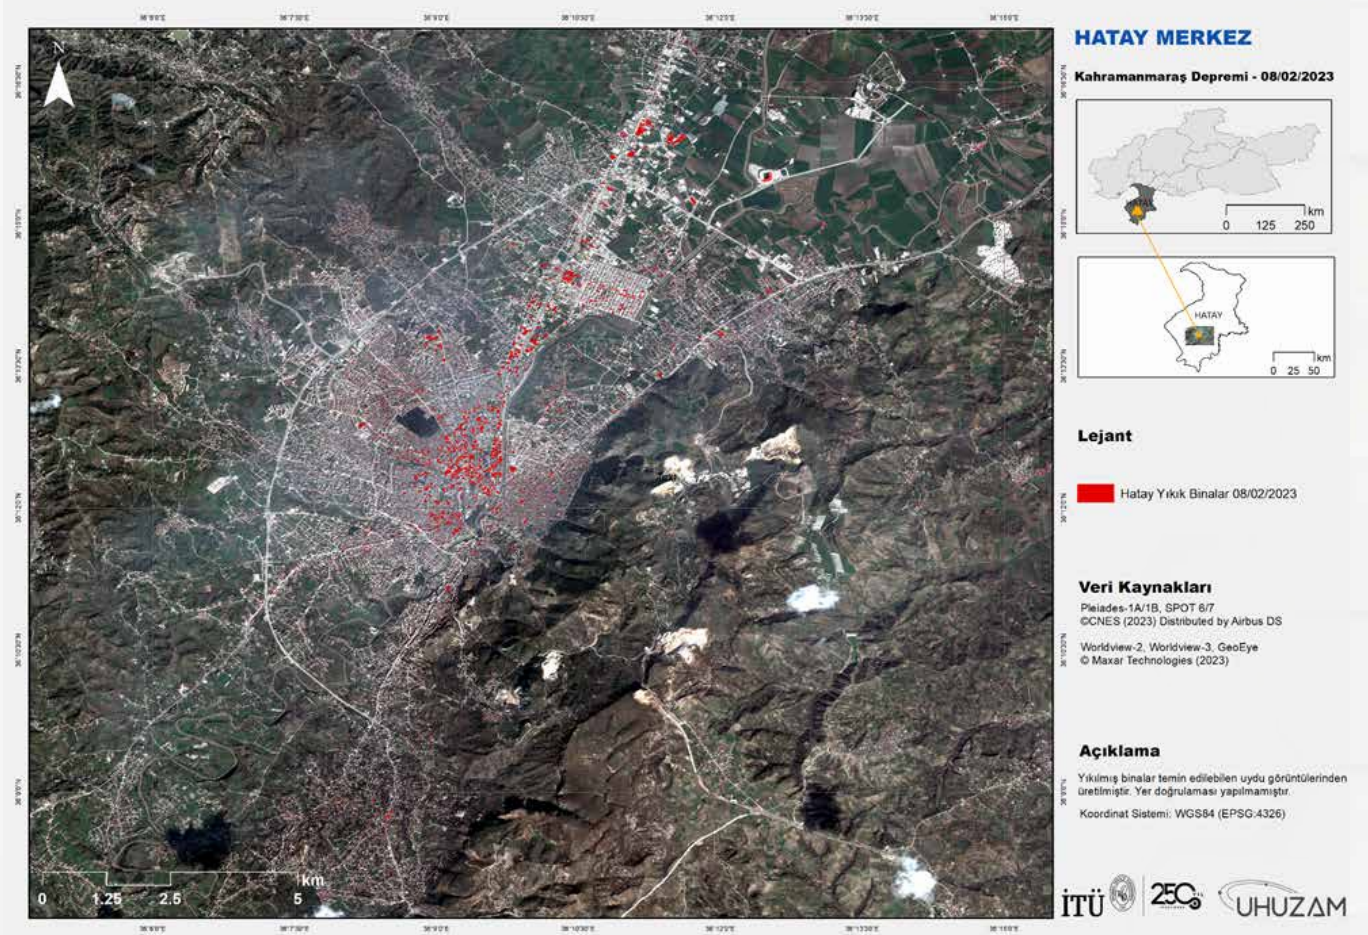 HATAY MERKEZ
Kahramanmaraş Depremi - 08/02/2023
N
km
0 125 250
HATAY
km
0 25 50
Lejant
Hatay Yıkık Binalar 08/02/2023
Veri Kaynakları
Pleiades-1A/1B, SPOT 6/7
©CNES (2023) Distributed by Airbus DS
Worldview-2, Worldview-3, GeoEye
© Maxar Technologies (2023)
Açıklama
Yıkılmış binalar temin edilebilen uydu görüntülerinden
üretilmiştir. Yer doğrulaması yapılmamıştır.
Koordinat Sistemi: WGS84 (EPSG:4326)
km
0 1.25 2.5 5
İTÜ
250
UHUZAM